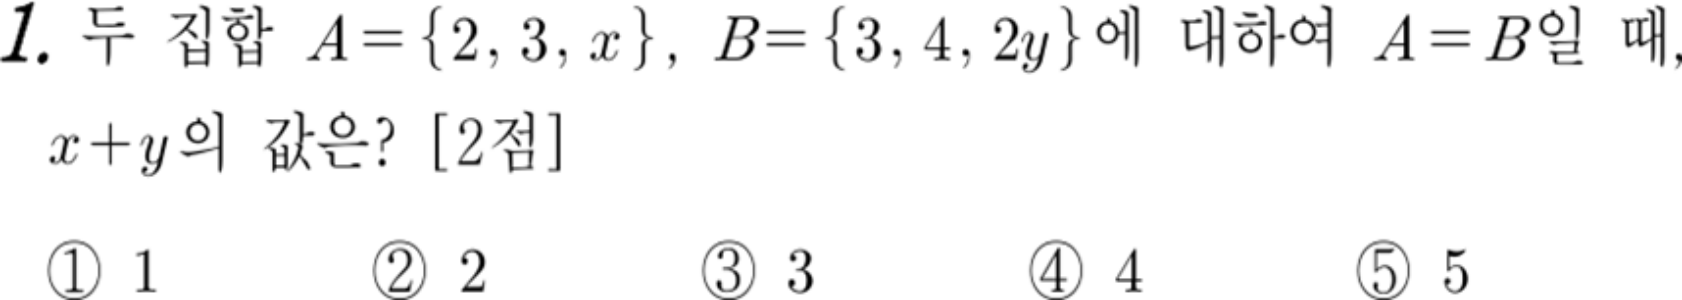 1. 두 집합 A={2, 3, x}, B={3, 4, 2y}에 대하여 A=B일 때,
x+y의 값은? [2점]
① 1 ② 2 ③ 3 ④ 4 ⑤ 5